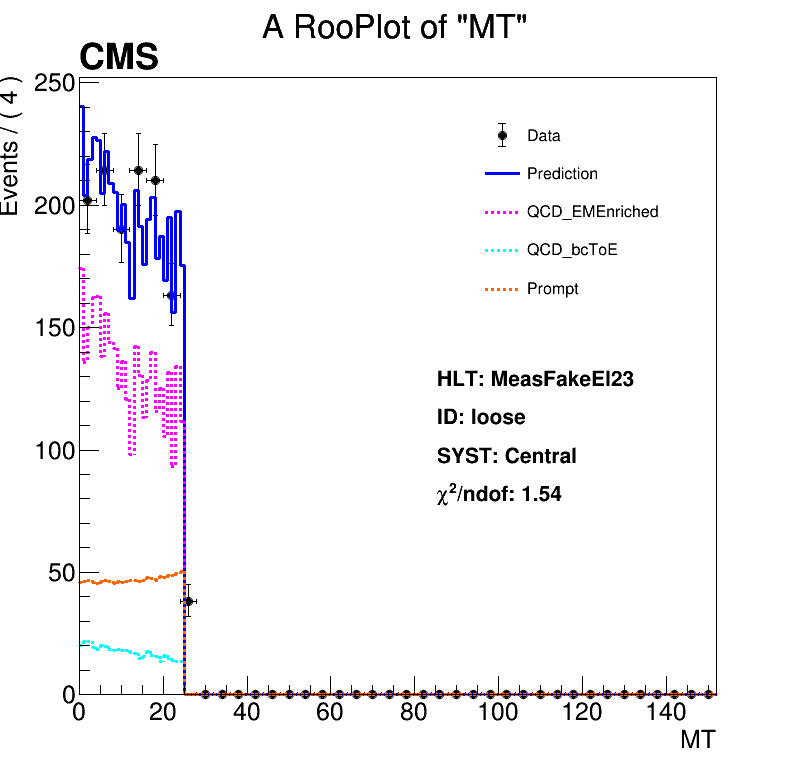 A RooPlot of "MT"
CMS
Events / ( 4 )
250
200
150
100
50
0
Data
Prediction
QCD_EMEnriched
QCD_bcToE
Prompt
HLT: MeasFakeEl23
ID: loose
SYST: Central
χ²/ndof: 1.54
0 20 40 60 80 100 120 140
MT